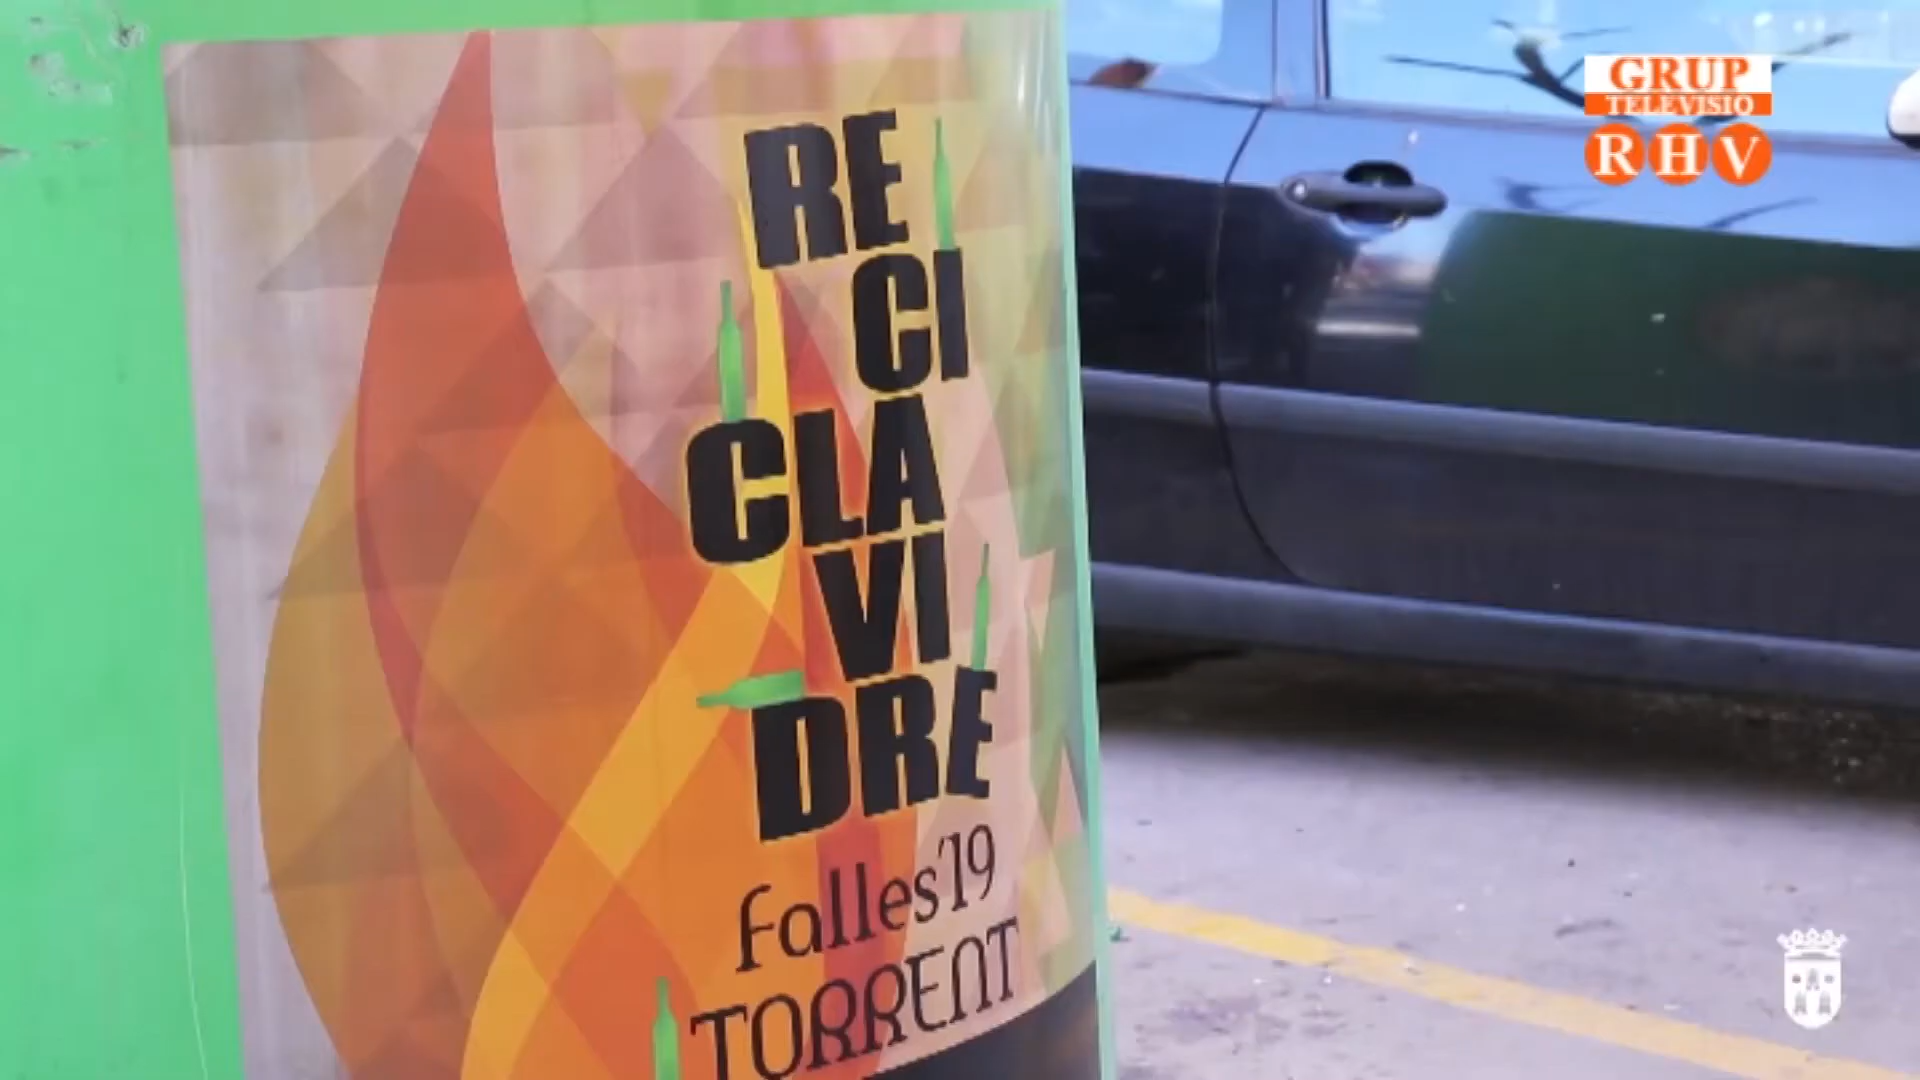 RE
CI
CLA
VI
DRE
falles'19
TORRENT
GRUP
TELEVISIO
RHV